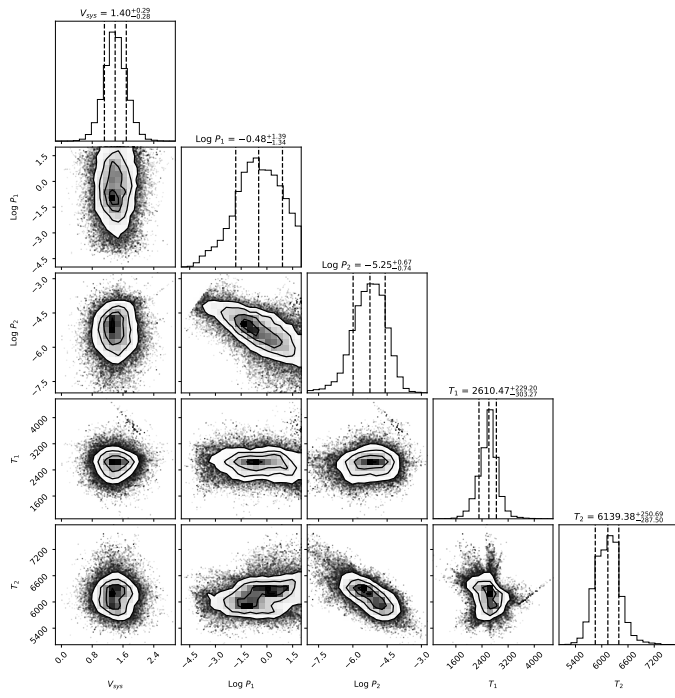 V_sys = 1.40^{+0.29}_{-0.28}
Log P_1 = −0.48^{+1.39}_{-1.34}
1.5
0.0
−1.5
−3.0
−4.5
Log P_1
Log P_2 = −5.25^{+0.67}_{-0.74}
−3.0
−4.5
−6.0
−7.5
Log P_2
T_1 = 2610.47^{+229.20}_{-303.27}
4000
3200
2400
1600
T_1
T_2 = 6139.38^{+250.69}_{-287.50}
7200
6600
6000
5400
T_2
0.0 0.8 1.6 2.4 −4.5 −3.0 −1.5 0.0 1.5 −7.5 −6.0 −4.5 −3.0 1600 2400 3200 4000 5400 6000 6600 7200
V_sys Log P_1 Log P_2 T_1 T_2